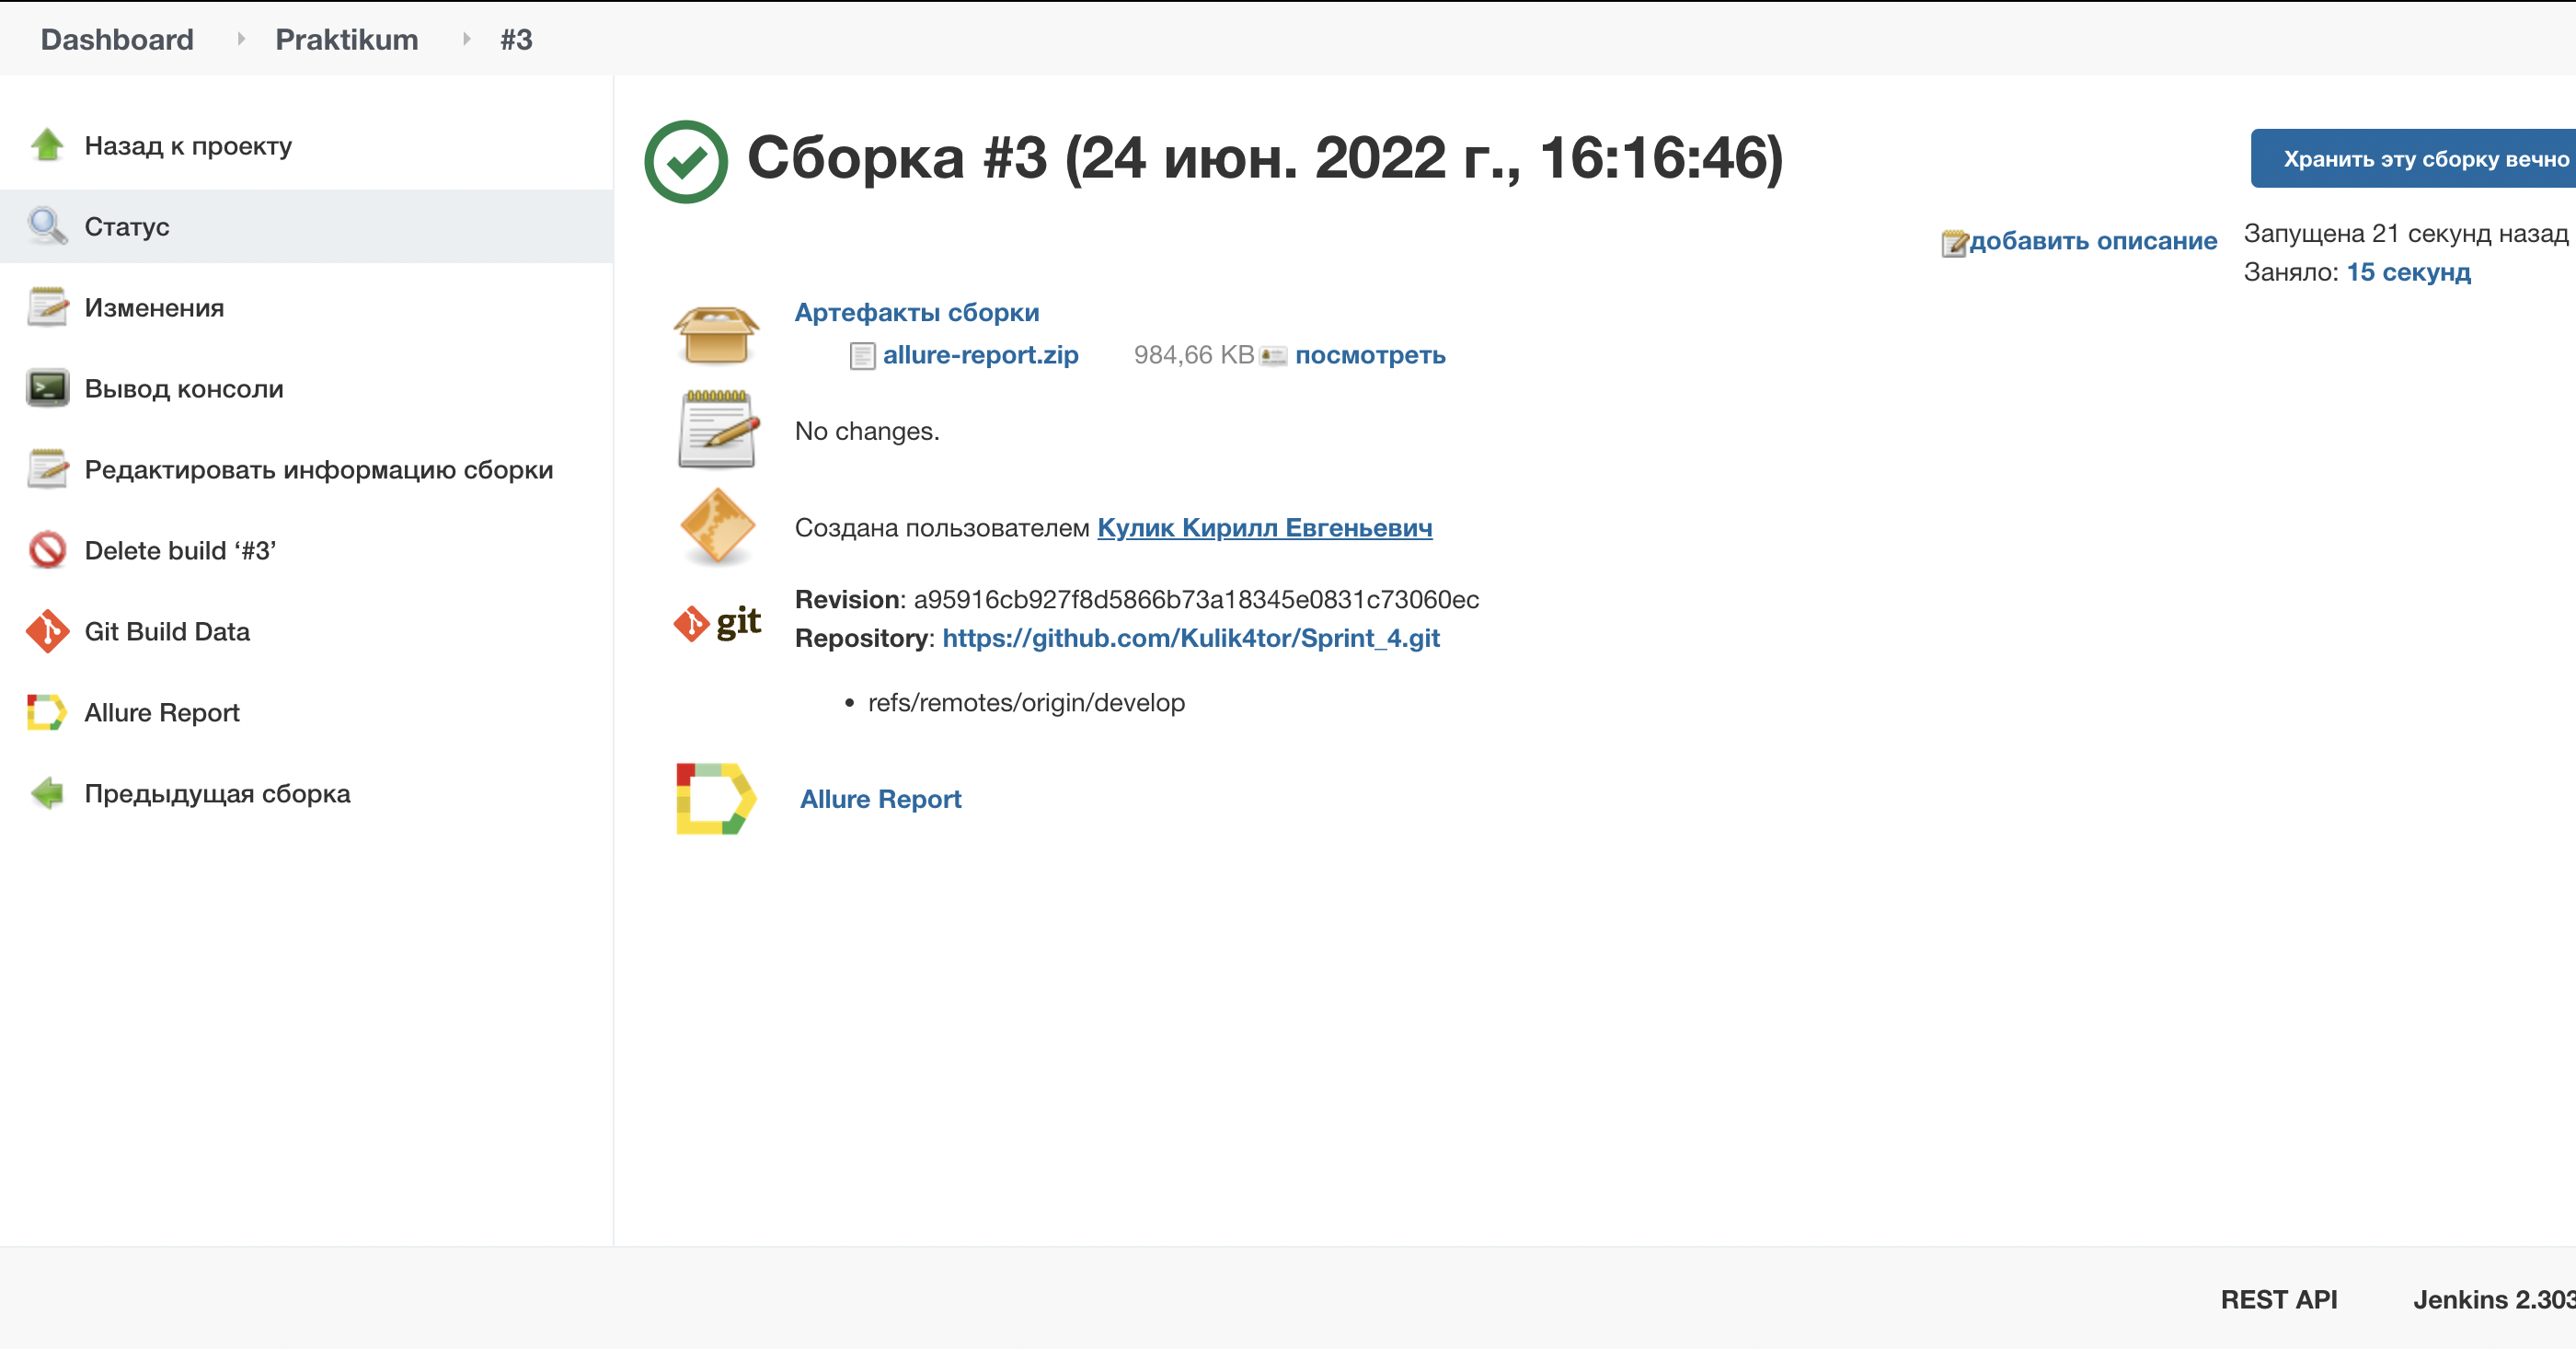 Dashboard Praktikum #3
Назад к проекту
Статус
Изменения
Вывод консоли
Редактировать информацию сборки
Delete build ‘#3’
Git Build Data
Allure Report
Предыдущая сборка
Сборка #3 (24 июн. 2022 г., 16:16:46)
Хранить эту сборку вечно
добавить описание
Запущена 21 секунд назад
Заняло: 15 секунд
Артефакты сборки
allure-report.zip 984,66 KB посмотреть
No changes.
Создана пользователем Кулик Кирилл Евгеньевич
git
Revision: a95916cb927f8d5866b73a18345e0831c73060ec
Repository: https://github.com/Kulik4tor/Sprint_4.git
• refs/remotes/origin/develop
Allure Report
REST API Jenkins 2.303